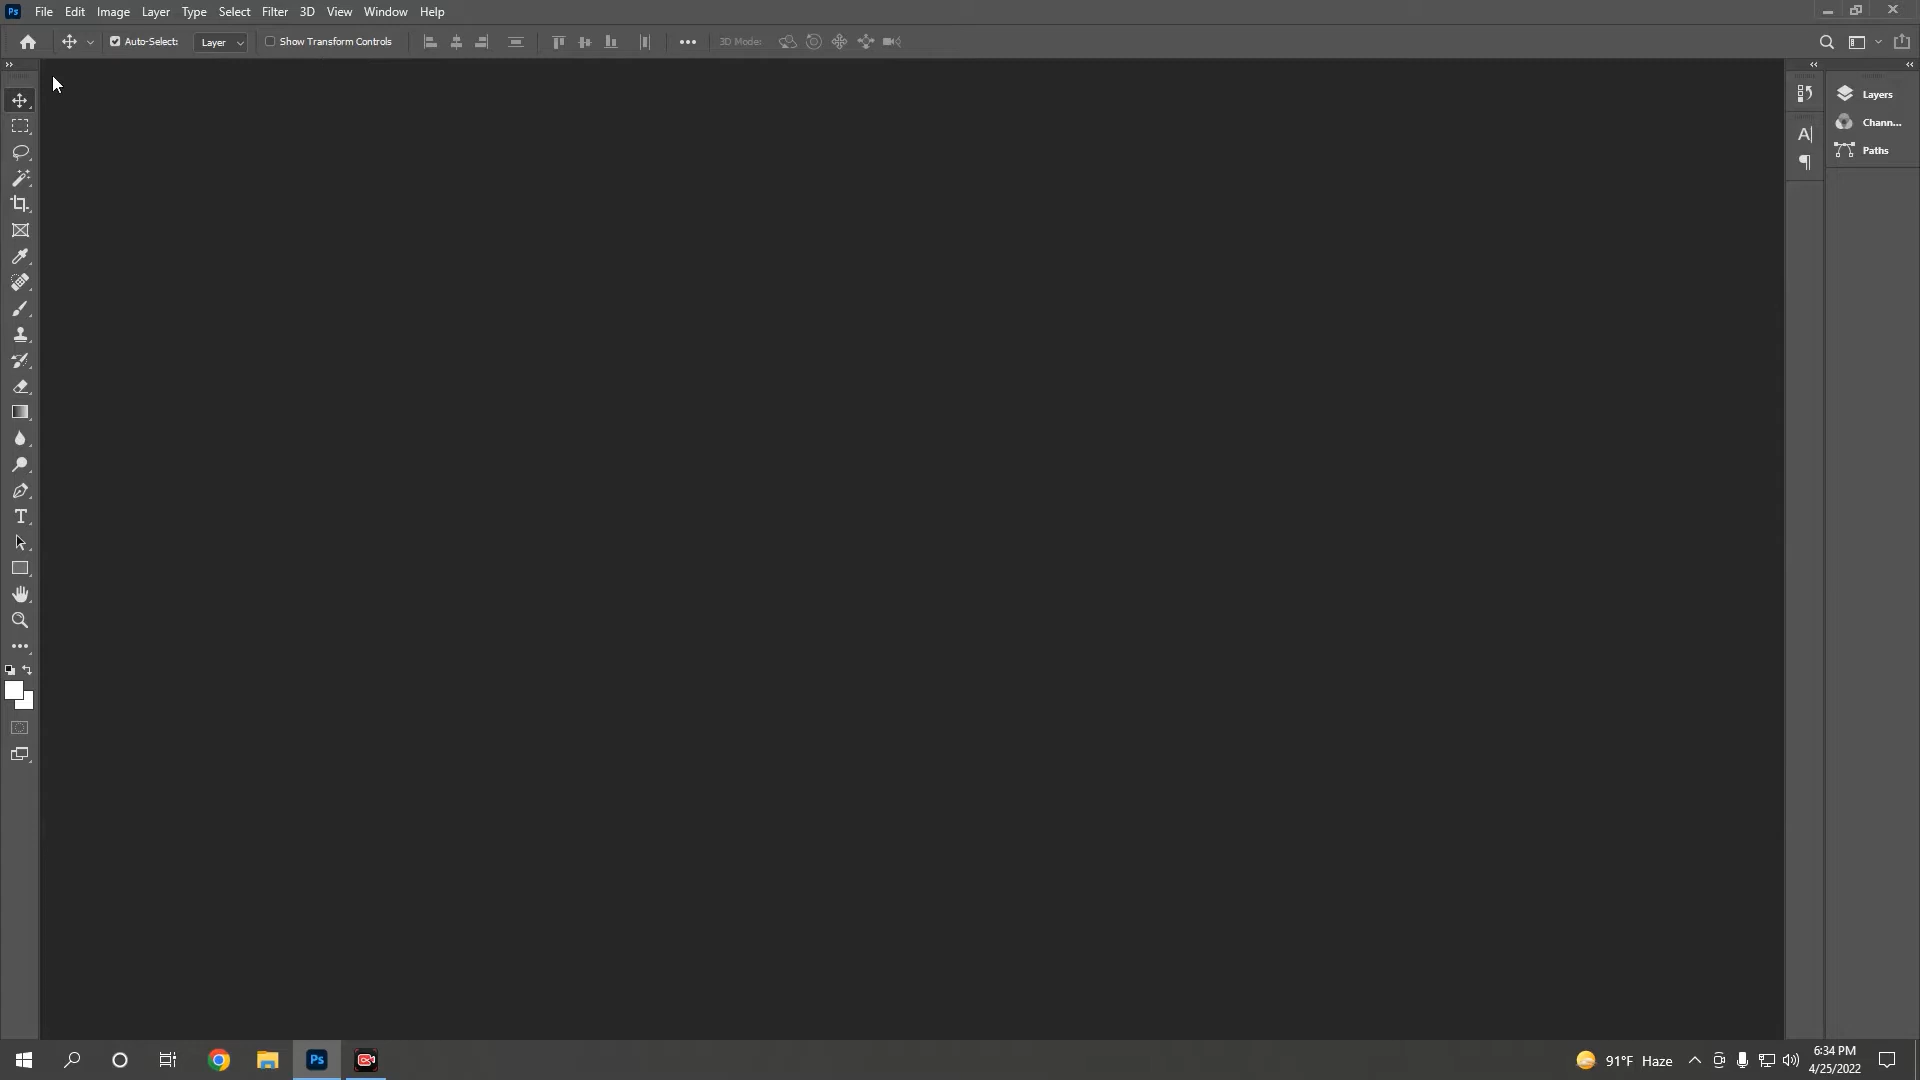 Ps File Edit Image Layer Type Select Filter 3D View Window Help
Auto-Select: Layer Show Transform Controls 3D Mode:
Layers
Chann...
A
Paths
T
Ps
91°F Haze
6:34 PM
4/25/2022